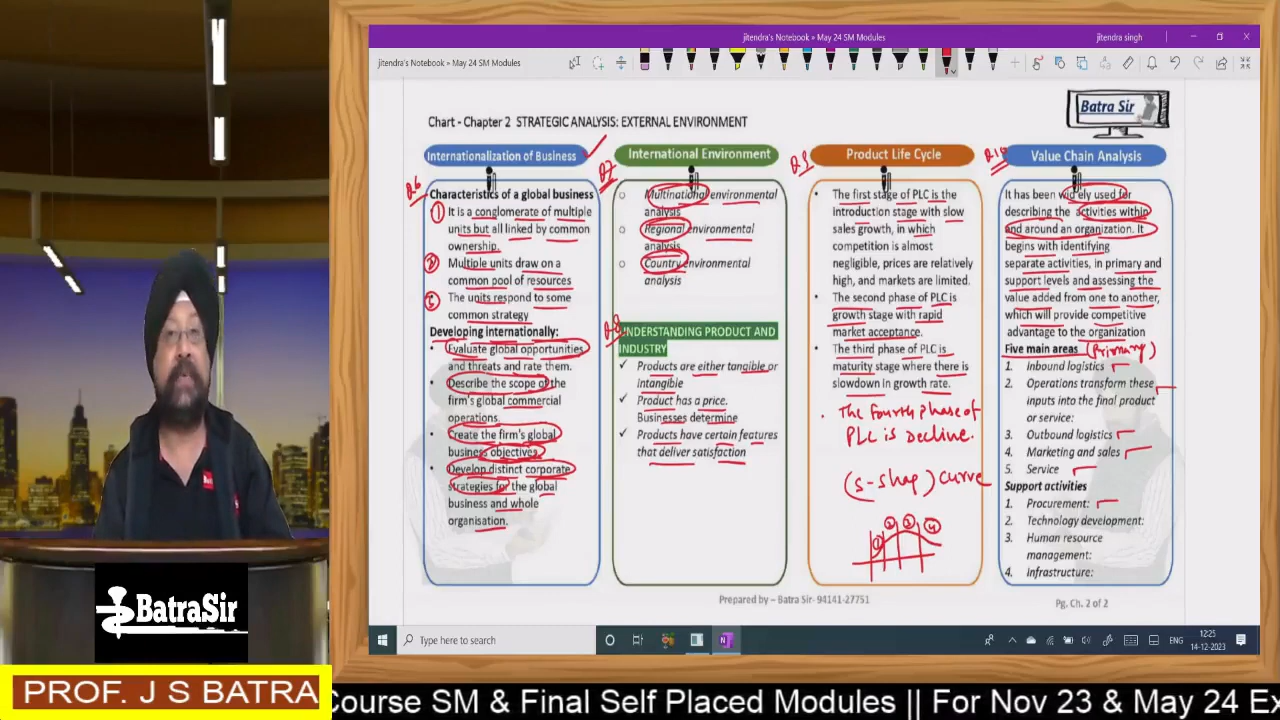 jitendra's Notebook » May 24 SM Modules
jitendra singh
jitendra's Notebook » May 24 SM Modules
Batra Sir
Chart - Chapter 2 STRATEGIC ANALYSIS: EXTERNAL ENVIRONMENT
Internationalization of Business
Characteristics of a global business
① It is a conglomerate of multiple
units but all linked by common
ownership.
② Multiple units draw on a
common pool of resources
The units respond to some
common strategy
Developing internationally:
• Evaluate global opportunities
and threats and rate them.
• Describe the scope of the
firm's global commercial
operations.
• Create the firm's global
business objectives.
• Develop distinct corporate
strategies for the global
business and whole
organisation.
International Environment
o Multinational environmental
analysis
o Regional environmental
analysis
o Country environmental
analysis
UNDERSTANDING PRODUCT AND
INDUSTRY
✓ Products are either tangible or
intangible
✓ Product has a price.
Businesses determine
✓ Products have certain features
that deliver satisfaction
Product Life Cycle
• The first stage of PLC is the
introduction stage with slow
sales growth, in which
competition is almost
negligible, prices are relatively
high, and markets are limited.
• The second phase of PLC is
growth stage with rapid
market acceptance.
• The third phase of PLC is
maturity stage where there is
slowdown in growth rate.
• The fourth phase of
PLC is decline.
(S-shap) curve
① ② ③ ④
Value Chain Analysis
It has been widely used for
describing the activities within
and around an organization. It
begins with identifying
separate activities, in primary and
support levels and assessing the
value added from one to another,
which will provide competitive
advantage to the organization
Five main areas (Primary)
1. Inbound logistics
2. Operations transform these
inputs into the final product
or service:
3. Outbound logistics
4. Marketing and sales
5. Service
Support activities
1. Procurement:
2. Technology development:
3. Human resource
management:
4. Infrastructure:
Prepared by – Batra Sir- 94141-27751
Pg. Ch. 2 of 2
Type here to search
ENG
12:25
14-12-2023
BatraSir
PROF. J S BATRA
Course SM & Final Self Placed Modules || For Nov 23 & May 24 Ex